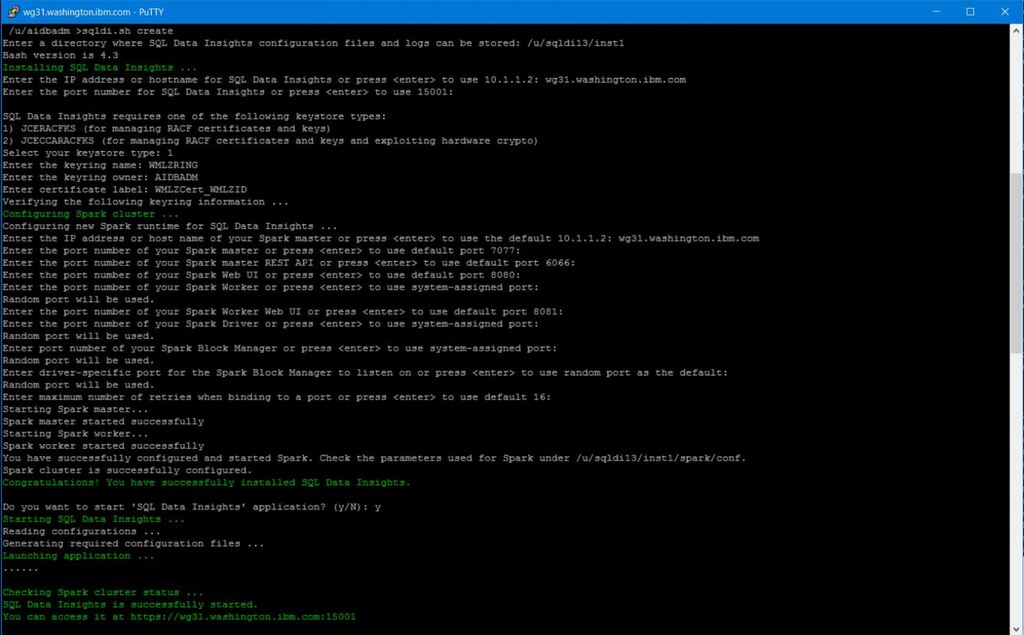 wg31.washington.ibm.com - PuTTY
/u/aidbadm >sqldi.sh create
Enter a directory where SQL Data Insights configuration files and logs can be stored: /u/sqldi13/inst1
Bash version is 4.3
Installing SQL Data Insights ...
Enter the IP address or hostname for SQL Data Insights or press <enter> to use 10.1.1.2: wg31.washington.ibm.com
Enter the port number for SQL Data Insights or press <enter> to use 15001:
SQL Data Insights requires one of the following keystore types:
1) JCERACFKS (for managing RACF certificates and keys)
2) JCECCARACFKS (for managing RACF certificates and keys and exploiting hardware crypto)
Select your keystore type: 1
Enter the keyring name: WMLZRING
Enter the keyring owner: AIDBADM
Enter certificate label: WMLZCert_WMLZID
Verifying the following keyring information ...
Configuring Spark cluster ...
Configuring new Spark runtime for SQL Data Insights ...
Enter the IP address or host name of your Spark master or press <enter> to use the default 10.1.1.2: wg31.washington.ibm.com
Enter the port number of your Spark master or press <enter> to use default port 7077:
Enter the port number of your Spark master REST API or press <enter> to use default port 6066:
Enter the port number of your Spark Web UI or press <enter> to use default port 8080:
Enter the port number of your Spark Worker or press <enter> to use system-assigned port:
Random port will be used.
Enter the port number of your Spark Worker Web UI or press <enter> to use default port 8081:
Enter the port number of your Spark Driver or press <enter> to use system-assigned port:
Random port will be used.
Enter port number of your Spark Block Manager or press <enter> to use system-assigned port:
Random port will be used.
Enter driver-specific port for the Spark Block Manager to listen on or press <enter> to use random port as the default:
Random port will be used.
Enter maximum number of retries when binding to a port or press <enter> to use default 16:
Starting Spark master...
Spark master started successfully
Starting Spark worker...
Spark worker started successfully
You have successfully configured and started Spark. Check the parameters used for Spark under /u/sqldi13/inst1/spark/conf.
Spark cluster is successfully configured.
Congratulations! You have successfully installed SQL Data Insights.
Do you want to start 'SQL Data Insights' application? (y/N): y
Starting SQL Data Insights ...
Reading configurations ...
Generating required configuration files ...
Launching application ...
......
Checking Spark cluster status ...
SQL Data Insights is successfully started.
You can access it at https://wg31.washington.ibm.com:15001